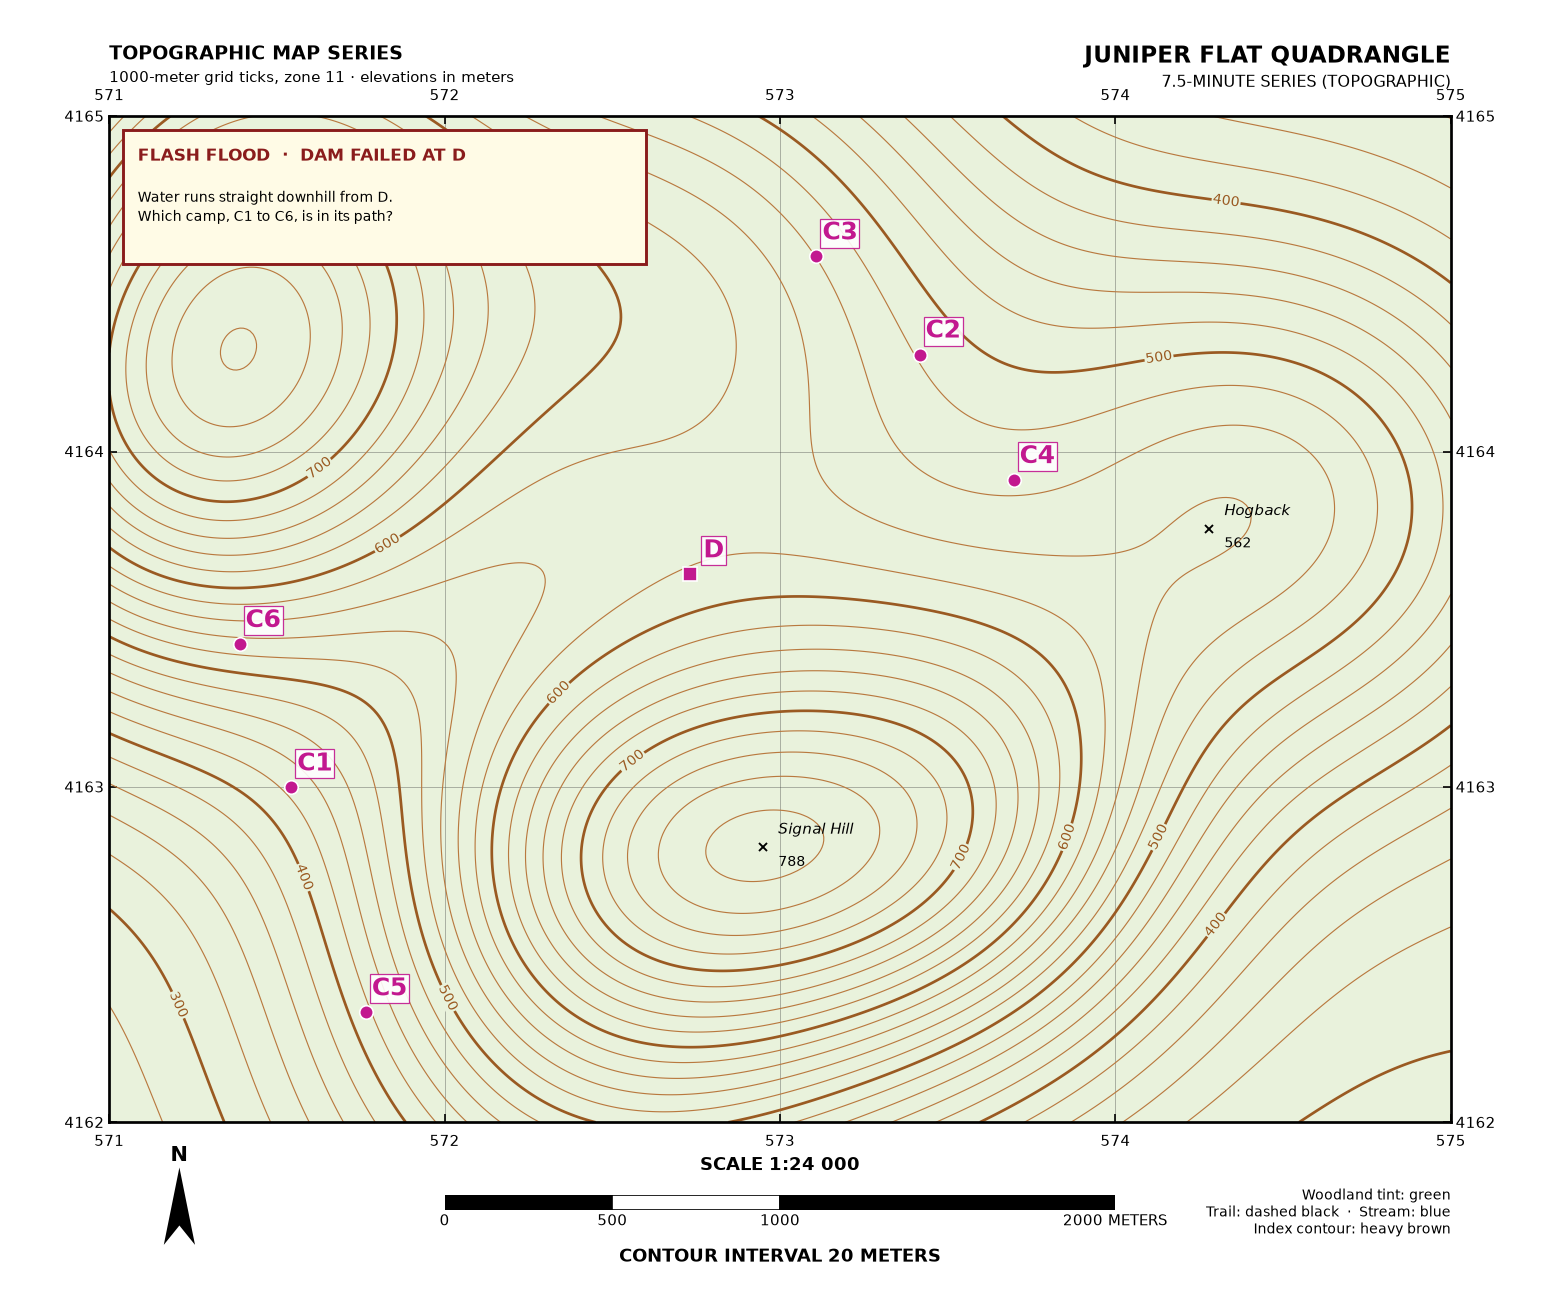 TOPOGRAPHIC MAP SERIES
1000-meter grid ticks, zone 11 · elevations in meters
JUNIPER FLAT QUADRANGLE
7.5-MINUTE SERIES (TOPOGRAPHIC)
571 572 573 574 575
4165 4165
FLASH FLOOD · DAM FAILED AT D
Water runs straight downhill from D.
Which camp, C1 to C6, is in its path?
400
C3
C2
500
C4
4164 4164
700
Hogback
562
600
D
C6
600
C1
700
4163 4163
Signal Hill
788
600
500
700
400
400
C5
500
300
4162 4162
571 572 573 574 575
N
SCALE 1:24 000
0 500 1000 2000 METERS
CONTOUR INTERVAL 20 METERS
Woodland tint: green
Trail: dashed black · Stream: blue
Index contour: heavy brown